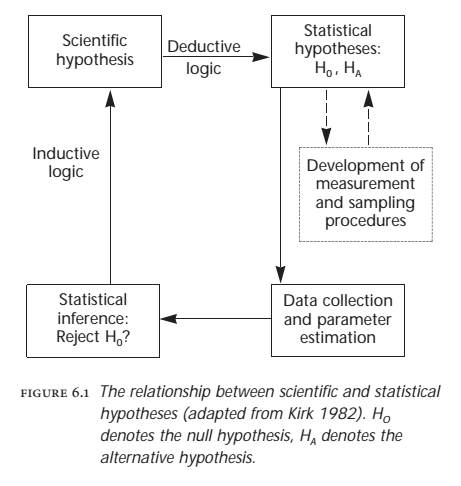 Scientific
hypothesis
Deductive
logic
Statistical
hypotheses:
H₀ , Hₐ
Inductive
logic
Development of
measurement
and sampling
procedures
Statistical
inference:
Reject H₀?
Data collection
and parameter
estimation
FIGURE 6.1 The relationship between scientific and statistical
hypotheses (adapted from Kirk 1982). H₀
denotes the null hypothesis, Hₐ denotes the
alternative hypothesis.